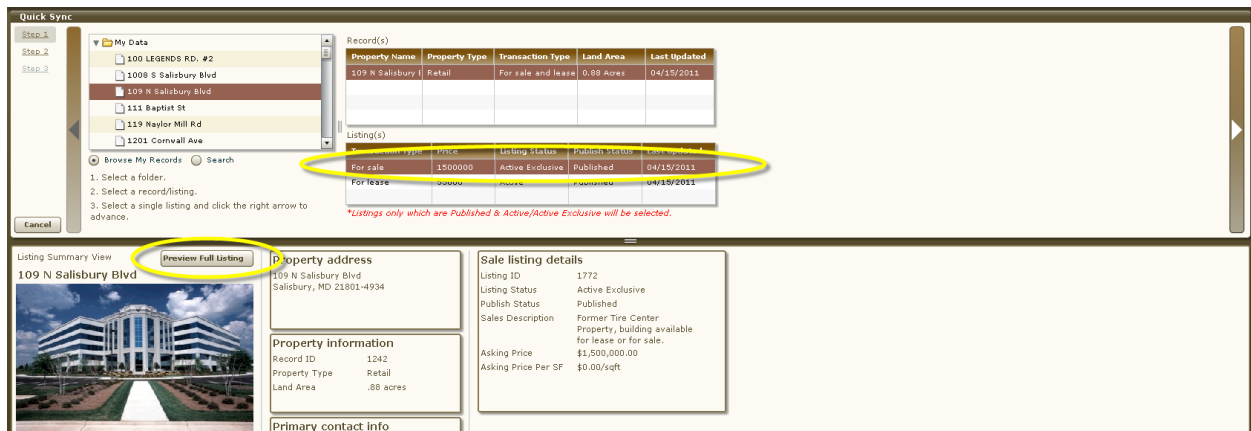 Quick Sync
Step 1
Step 2
Step 3
Cancel
My Data
100 LEGENDS RD. #2
1008 S Salisbury Blvd
109 N Salisbury Blvd
111 Baptist St
119 Naylor Mill Rd
1201 Cornvall Ave
Browse My Records Search
1. Select a folder.
2. Select a record/listing.
3. Select a single listing and click the right arrow to
advance.
Record(s)
Property Name Property Type Transaction Type Land Area Last Updated
109 N Salisbury Retail For sale and lease 0.88 Acres 04/15/2011
Listing(s)
Transaction Type Price Listing Status Publish Status Last Updated
For sale 1500000 Active Exclusive Published 04/15/2011
For lease 55000 Active Published 04/15/2011
*Listings only which are Published & Active/Active Exclusive will be selected.
Listing Summary View
Preview Full Listing
109 N Salisbury Blvd
Property address
109 N Salisbury Blvd
Salisbury, MD 21801-4934
Property information
Record ID 1242
Property Type Retail
Land Area .88 acres
Primary contact info
Sale listing details
Listing ID 1772
Listing Status Active Exclusive
Publish Status Published
Sales Description Former Tire Center
Property, building available
for lease or for sale.
Asking Price $1,500,000.00
Asking Price Per SF $0.00/sqft